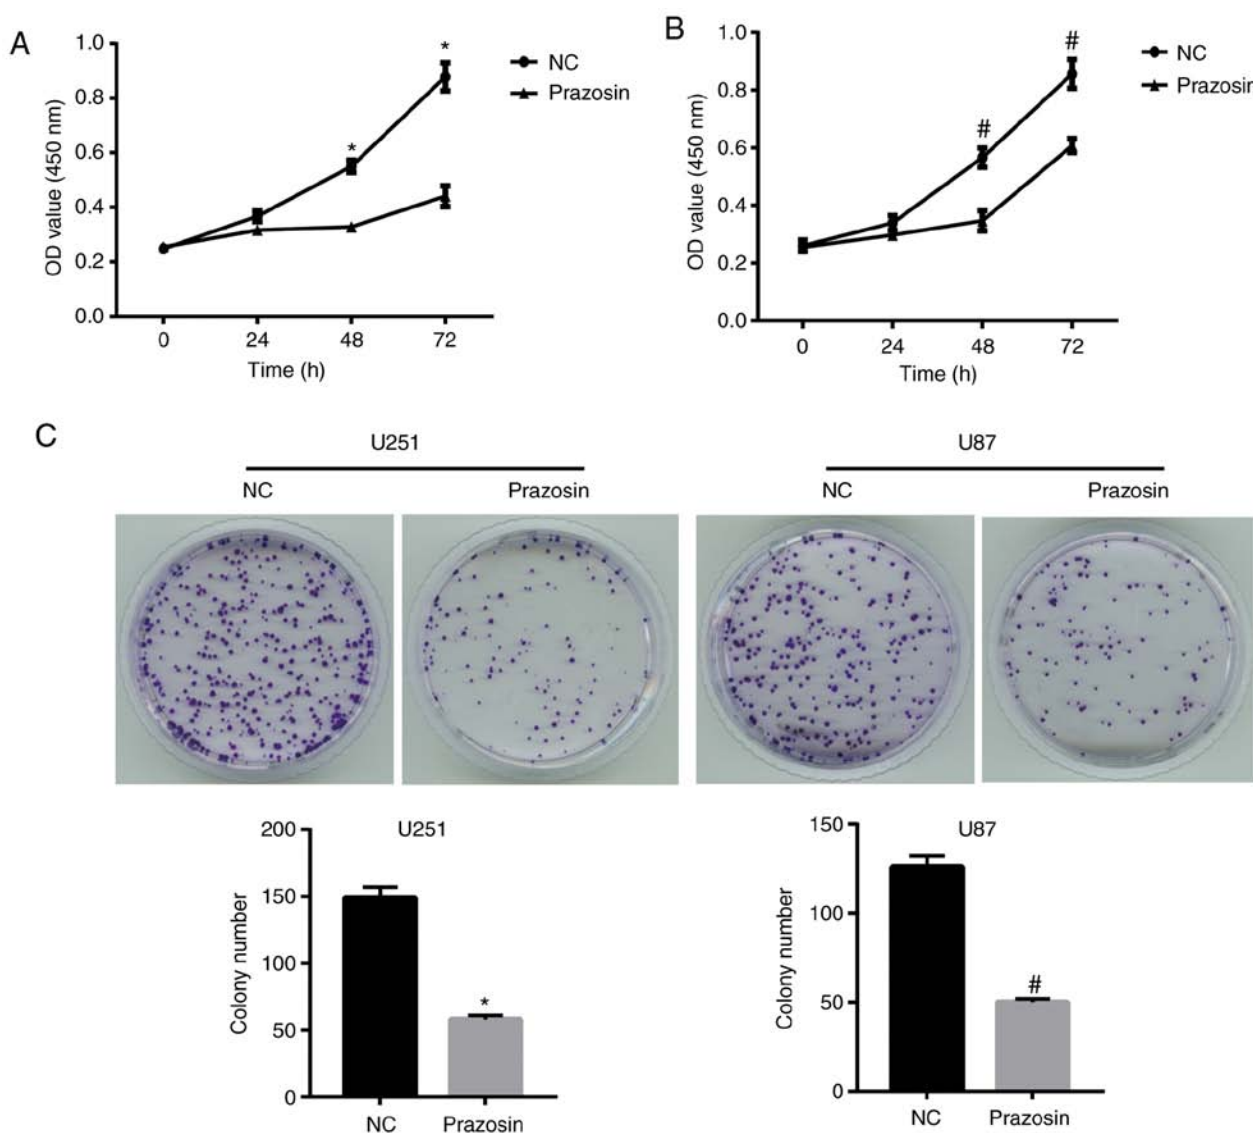 A
1.0
0.8
0.6
0.4
0.2
0.0
OD value (450 nm)
*
*
NC
Prazosin
0
24
48
72
Time (h)
B
1.0
0.8
0.6
0.4
0.2
0.0
OD value (450 nm)
#
#
NC
Prazosin
0
24
48
72
Time (h)
C
U251
NC
Prazosin
U87
NC
Prazosin
U251
200
150
100
50
0
Colony number
*
NC
Prazosin
U87
150
100
50
0
Colony number
#
NC
Prazosin